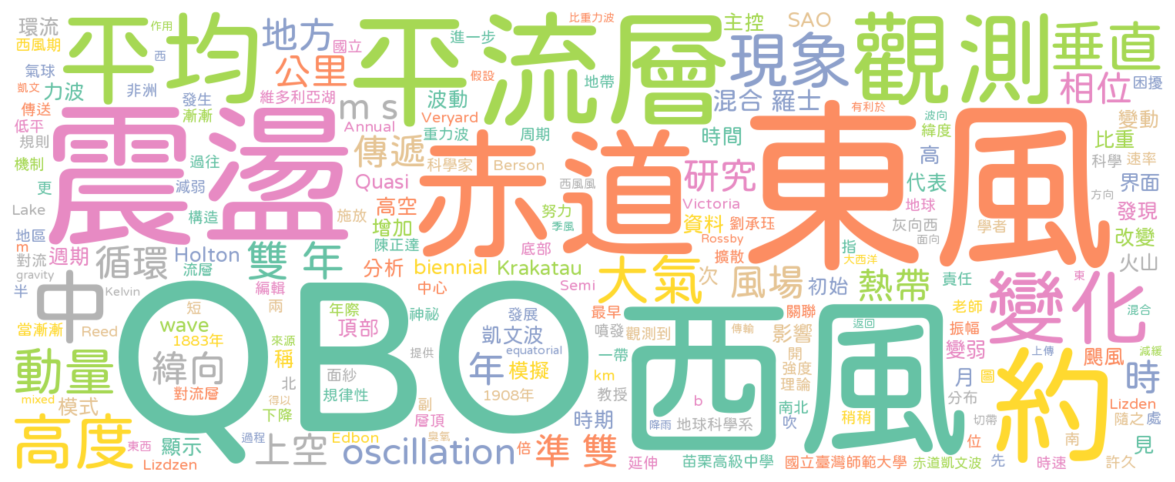 環流 作用 地方 國立 進一步 比重力波 主控 SAO
西風期 平均 平流層 現象 觀測 垂直
氣球 西 公里 假設 地帶 相位 困擾
凱文 力波 非洲 維多利亞湖 m s 波動 混合 羅士 有利於 波向
傳送 發生 Annual Veryard 緯度 變動
低平 漸漸 震盪 重力波 周期 時間 比重
規則 傳遞 赤道 東風 科學 速率
機制 過往 科學家 Berson 研究 高 代表 界面
更 減弱 Quasi 西風風 Victoria 地球 方向
Lake 構造 施放 高空 努力 資料 劉承珏 灰向西 發現
地區 m 增加 陳正達 底部 季風 Rossby 指 面向 學者 改變
對流 週期 循環 Holton 雙 年 擴散 大西洋 火山
gravity 流層 分析 biennial Krakatau 大氣 次 風場 初始 熱帶 責任 東
半 中 Kelvin 編輯 中心 Semi 關聯 老師 變化 混合
短 兩 年際 神祕 發展 最早 影響 振幅
當漸漸 Reed wave 頂部 凱文波 噴發 觀測到 傳輸 開 變弱 颶風 上傳 減緩
1883年 來源 QBO equatorial 一帶 強度 返回 西風 月 圖 時
動量 緯向 稱 提供 年 模擬 km 理論 分布 約 Lizden
mixed 對流層 北 面紗 1908年 教授 南北 稍稍 隨之 處
高度 模式 得以 規律性 副 b 吹 切帶 位 南 見
下降 層頂 時期 降雨 地球科學系
東西 過程 Edbon 臭氧 倍 準 雙 先 時速 許久
Lizdzen 顯示 上空 oscillation 延伸 苗栗高級中學 國立臺灣師範大學 赤道凱文波